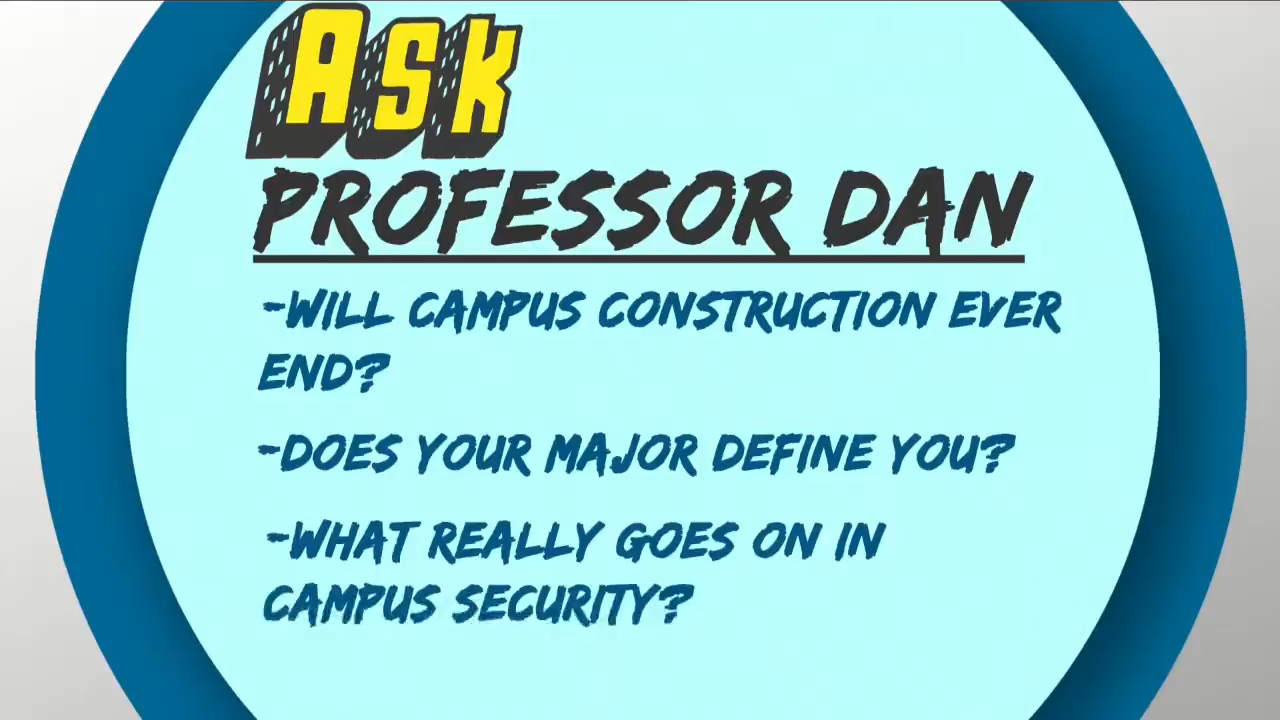 Ask
PROFESSOR DAN
-WILL CAMPUS CONSTRUCTION EVER
END?
-DOES YOUR MAJOR DEFINE YOU?
-WHAT REALLY GOES ON IN
CAMPUS SECURITY?